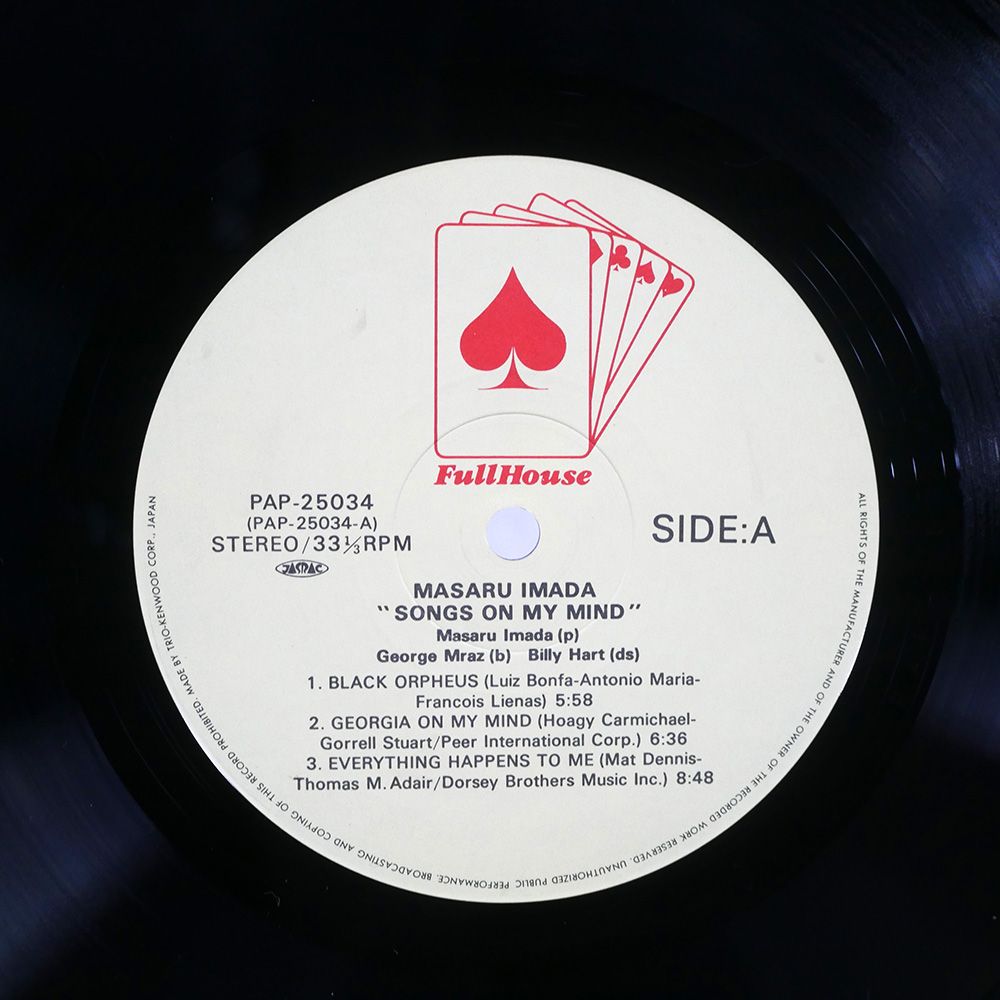 FullHouse
PAP-25034
(PAP-25034-A)
STEREO/33⅓RPM
JASRAC
SIDE:A
MASARU IMADA
"SONGS ON MY MIND"
Masaru Imada (p)
George Mraz (b) Billy Hart (ds)
1. BLACK ORPHEUS (Luiz Bonfa-Antonio Maria-
Francois Lienas) 5:58
2. GEORGIA ON MY MIND (Hoagy Carmichael-
Gorrell Stuart/Peer International Corp.) 6:36
3. EVERYTHING HAPPENS TO ME (Mat Dennis-
Thomas M. Adair/Dorsey Brothers Music Inc.) 8:48
ALL RIGHTS OF THE MANUFACTURER AND OF THE OWNER OF THE RECORDED WORK RESERVED. UNAUTHORIZED PUBLIC PERFORMANCE. BROADCASTING AND COPYING OF THIS RECORD PROHIBITED. MADE BY TRIO-KENWOOD CORP., JAPAN